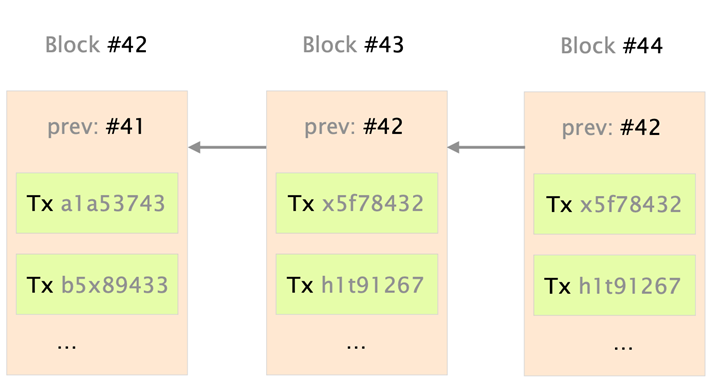 Block #42
prev: #41
Tx a1a53743
Tx b5x89433
...
Block #43
prev: #42
Tx x5f78432
Tx h1t91267
...
Block #44
prev: #42
Tx x5f78432
Tx h1t91267
...